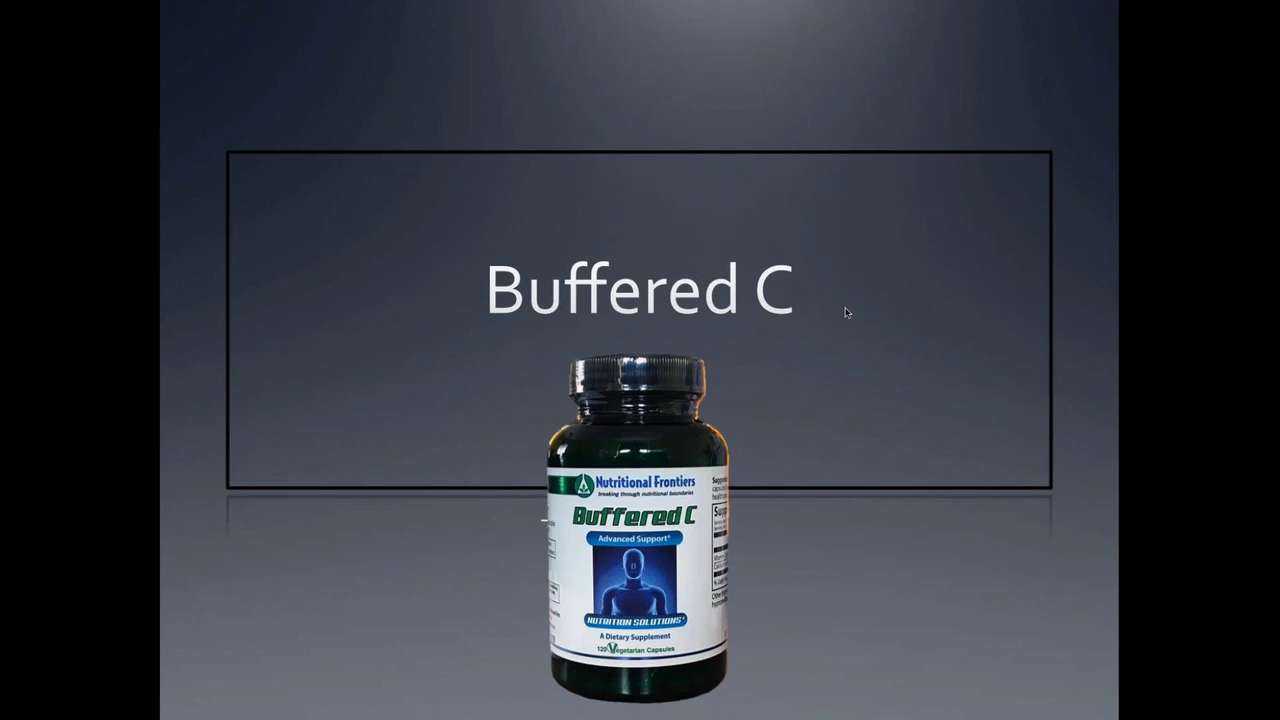 Buffered C
Nutritional Frontiers
breaking through nutritional boundaries
Buffered C
Advanced Support*
NUTRITION SOLUTIONS*
A Dietary Supplement
120 Vegetarian Capsules